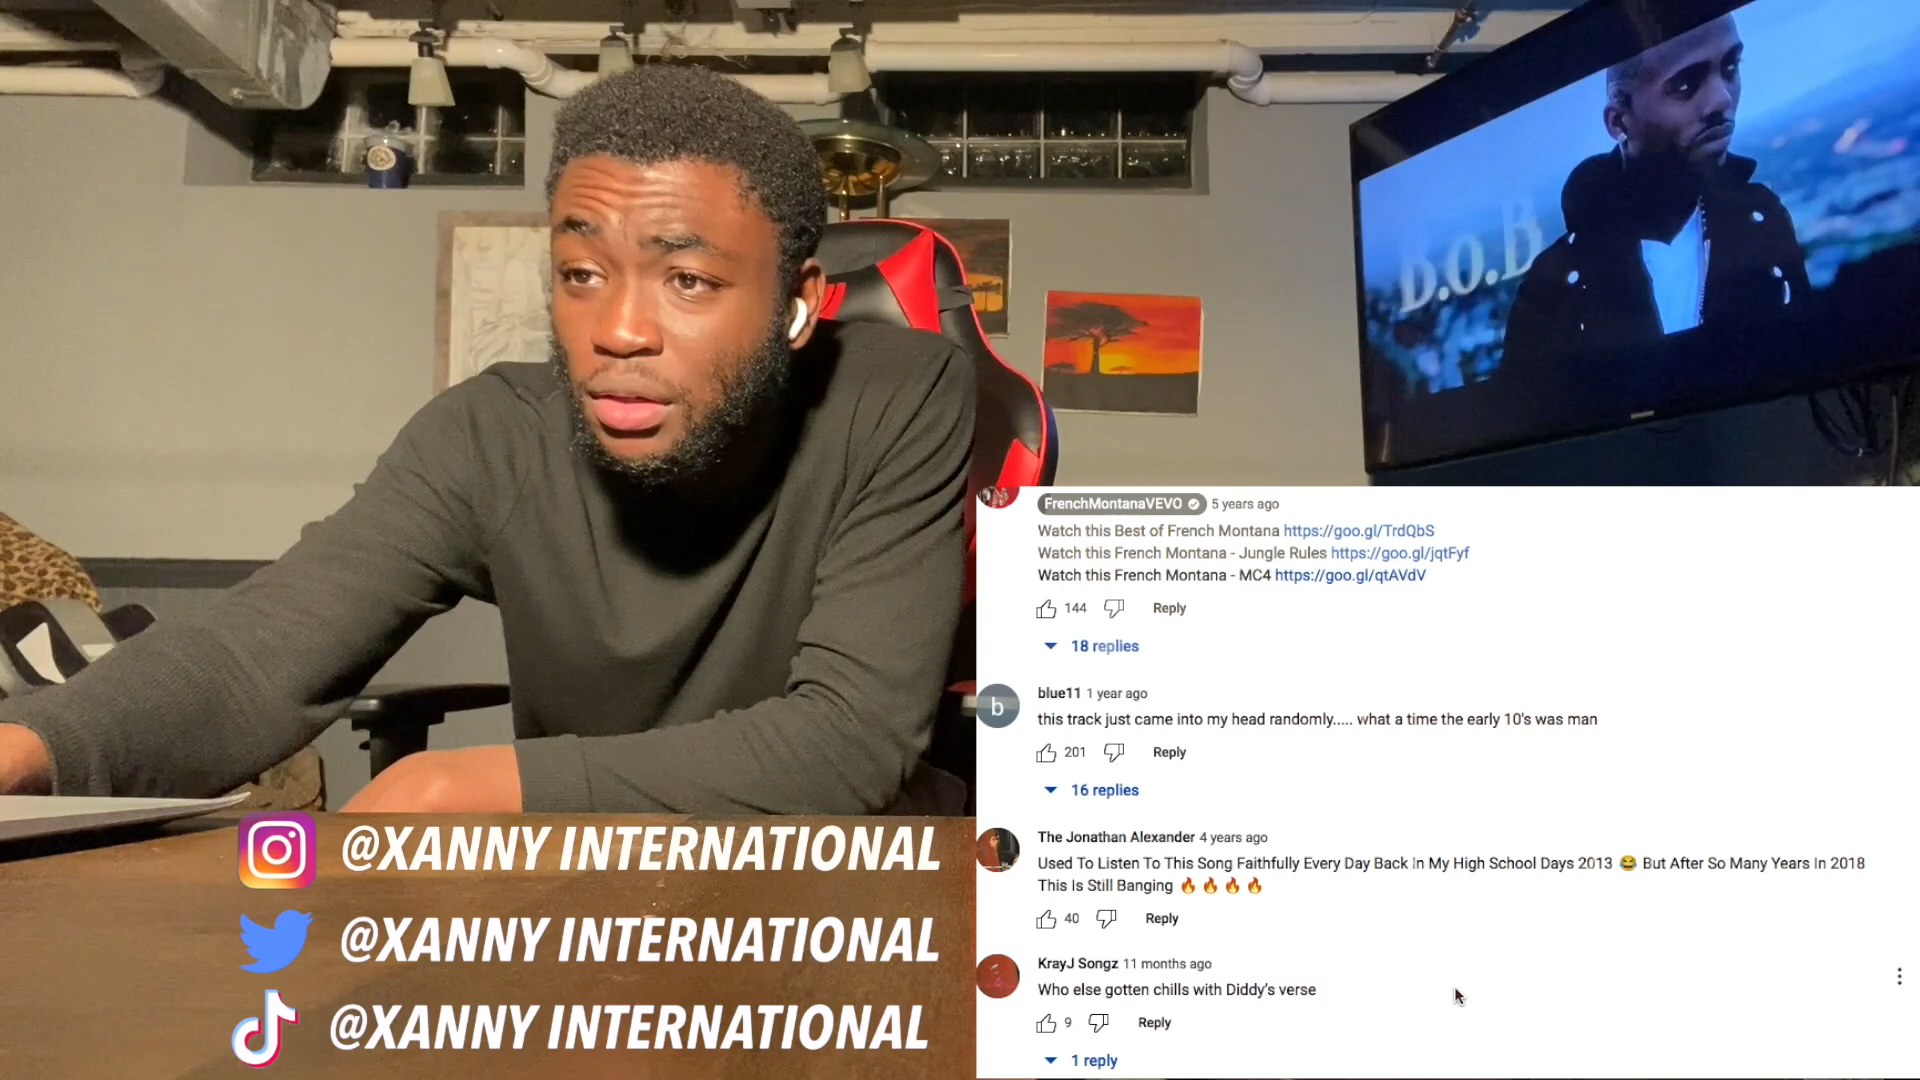 D.O.B
FrenchMontanaVEVO 5 years ago
Watch this Best of French Montana https://goo.gl/TrdQbS
Watch this French Montana - Jungle Rules https://goo.gl/jqtFyf
Watch this French Montana - MC4 https://goo.gl/qtAVdV
144 Reply
18 replies
b
blue11 1 year ago
this track just came into my head randomly..... what a time the early 10's was man
201 Reply
16 replies
The Jonathan Alexander 4 years ago
Used To Listen To This Song Faithfully Every Day Back In My High School Days 2013 😂 But After So Many Years In 2018
This Is Still Banging 🔥 🔥 🔥 🔥
40 Reply
KrayJ Songz 11 months ago
Who else gotten chills with Diddy's verse
9 Reply
1 reply
@XANNY INTERNATIONAL
@XANNY INTERNATIONAL
@XANNY INTERNATIONAL